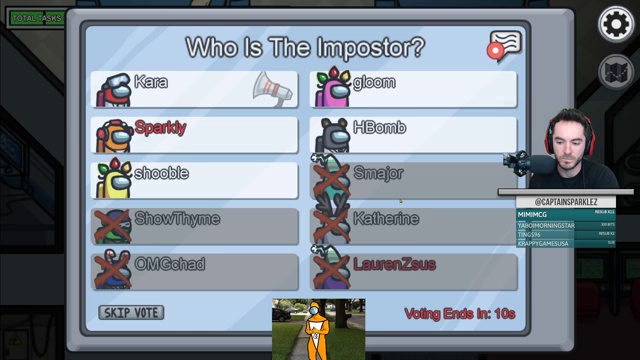 TOTAL TASKS
Who Is The Impostor?
Kara
gloom
Sparkly
HBomb
shooble
Smajor
ShowThyme
Katherine
OMGchad
LaurenZsus
SKIP VOTE
Voting Ends In: 10s
@CAPTAINSPARKLEZ
MIMIMCG
YABOIMORNINGSTAR
TINGS96
KRAPPYGAMESUSA